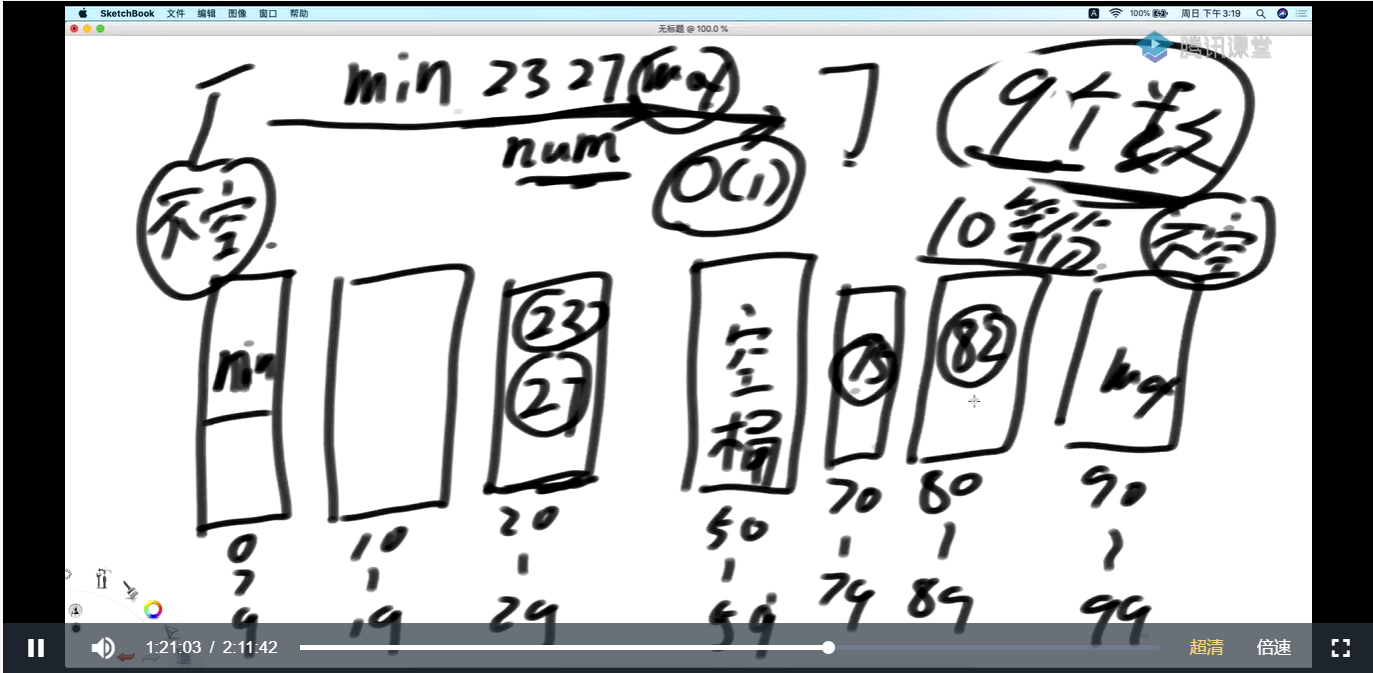 SketchBook 文件 编辑 图像 窗口 帮助 A 100% 周日 下午3:19
无标题 @ 100.0 %
腾讯课堂
min 23 27 max
9个数
num
O(1)
不空
10等份 不空
min
23
27
空桶
75
82
max
0 - 9
10 - 19
20 - 29
50 - 59
70 - 79
80 - 89
90 - 99
1:21:03 / 2:11:42 超清 倍速